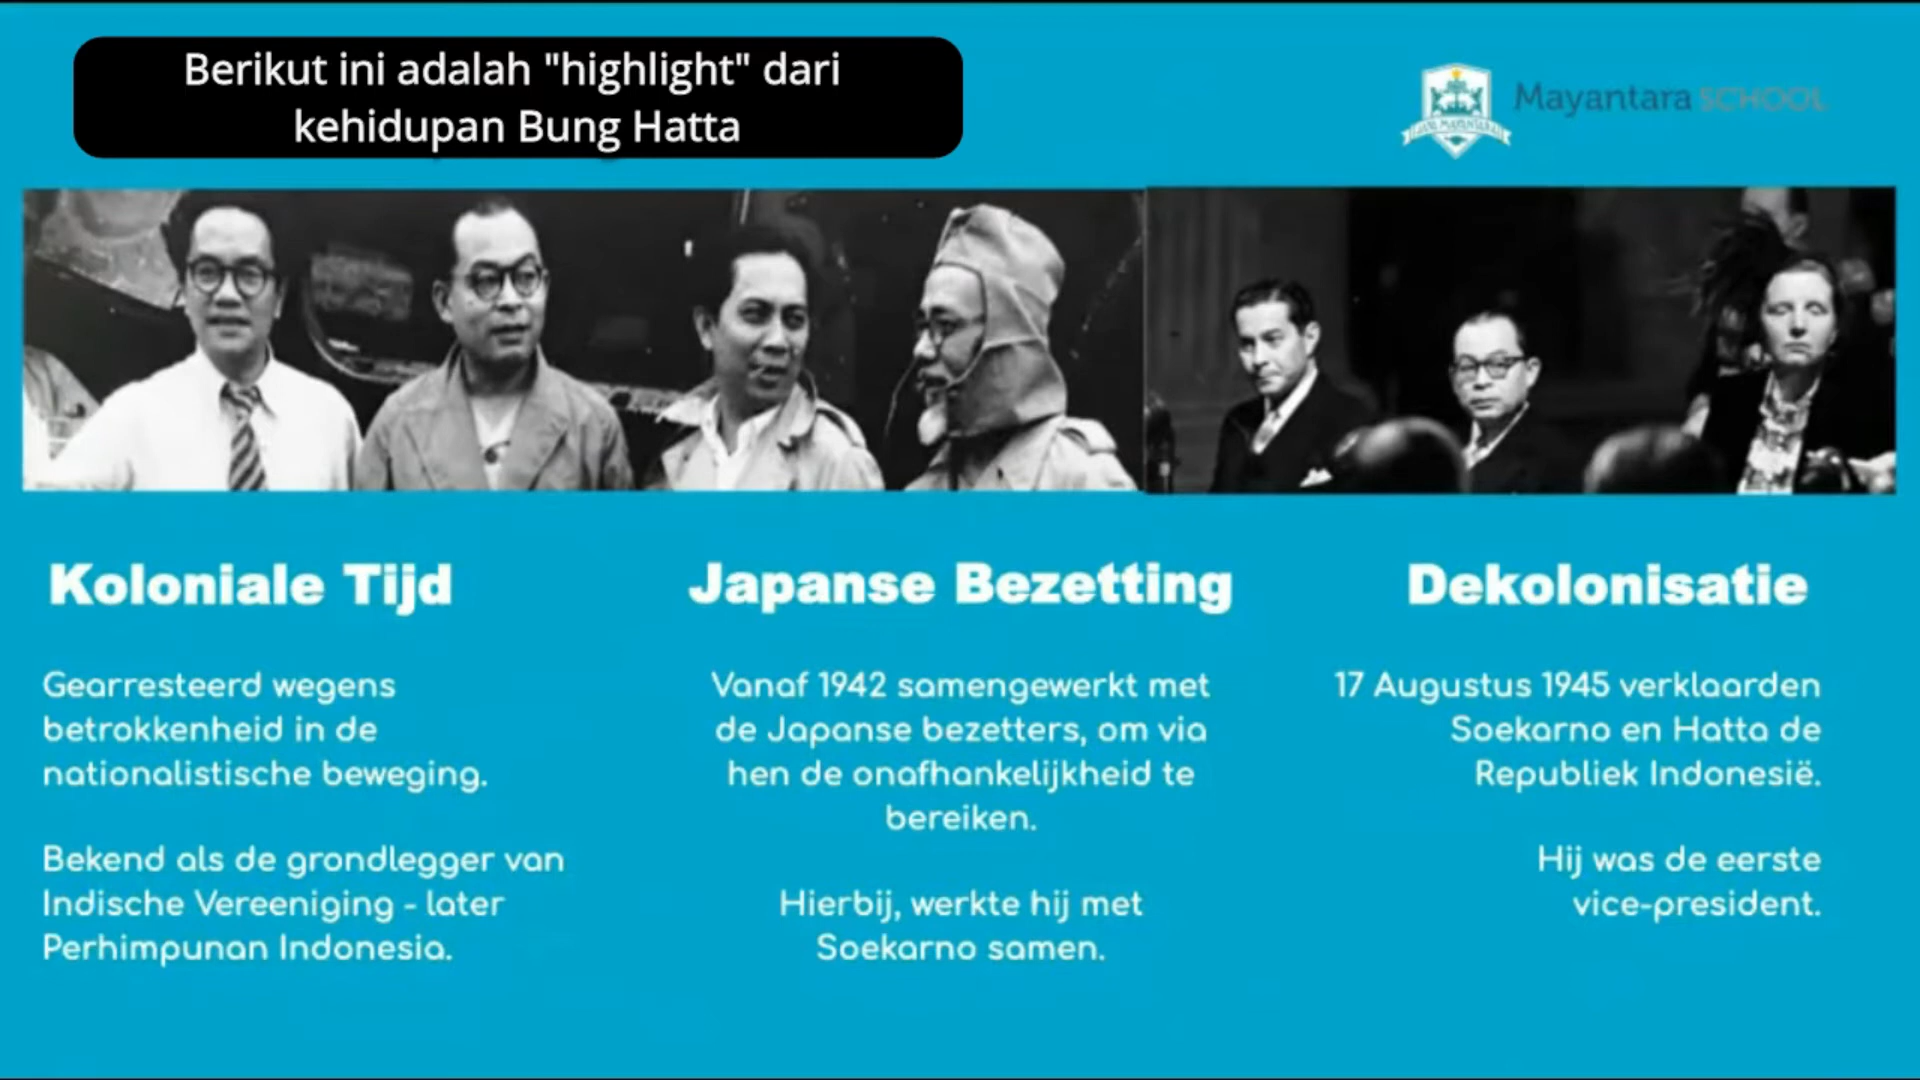 Berikut ini adalah "highlight" dari
kehidupan Bung Hatta
Mayantara SCHOOL
Koloniale Tijd
Gearresteerd wegens
betrokkenheid in de
nationalistische beweging.
Bekend als de grondlegger van
Indische Vereeniging - later
Perhimpunan Indonesia.
Japanse Bezetting
Vanaf 1942 samengewerkt met
de Japanse bezetters, om via
hen de onafhankelijkheid te
bereiken.
Hierbij, werkte hij met
Soekarno samen.
Dekolonisatie
17 Augustus 1945 verklaarden
Soekarno en Hatta de
Republiek Indonesië.
Hij was de eerste
vice-president.